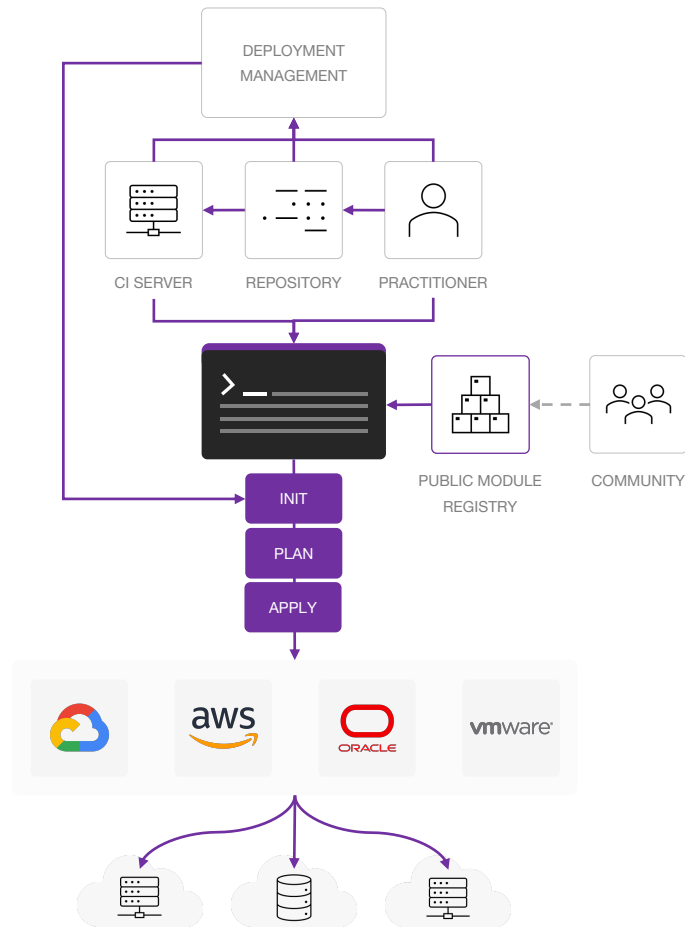 DEPLOYMENT
MANAGEMENT
CI SERVER
REPOSITORY
PRACTITIONER
PUBLIC MODULE
REGISTRY
COMMUNITY
INIT
PLAN
APPLY
aws
ORACLE
vmware